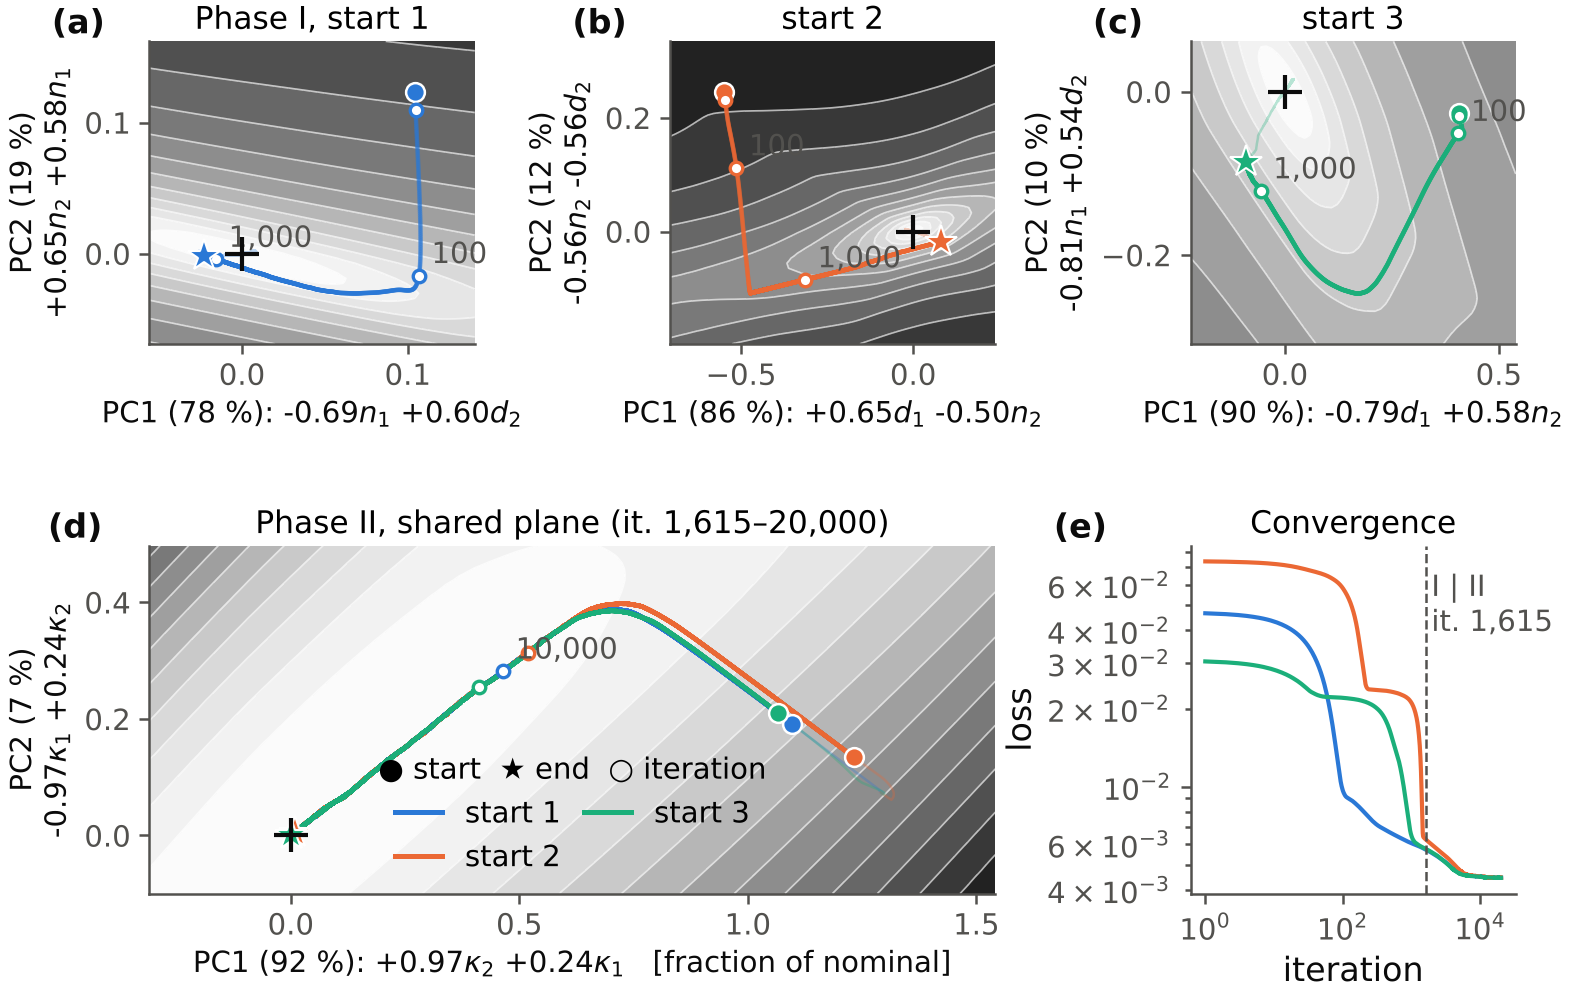 (a) Phase I, start 1
PC2 (19 %)
+0.65n₂ +0.58n₁
0.1
0.0
1,000
100
0.0 0.1
PC1 (78 %): -0.69n₁ +0.60d₂
(b) start 2
PC2 (12 %)
-0.56n₂ -0.56d₂
0.2
0.0
100
1,000
−0.5 0.0
PC1 (86 %): +0.65d₁ -0.50n₂
(c) start 3
PC2 (10 %)
-0.81n₁ +0.54d₂
0.0
−0.2
100
1,000
0.0 0.5
PC1 (90 %): -0.79d₁ +0.58n₂
(d) Phase II, shared plane (it. 1,615–20,000)
PC2 (7 %)
-0.97κ₁ +0.24κ₂
0.4
0.2
0.0
10,000
start end iteration
start 1 start 3
start 2
0.0 0.5 1.0 1.5
PC1 (92 %): +0.97κ₂ +0.24κ₁ [fraction of nominal]
(e) Convergence
loss
6 × 10⁻²
4 × 10⁻²
3 × 10⁻²
2 × 10⁻²
10⁻²
6 × 10⁻³
4 × 10⁻³
I | II
it. 1,615
10⁰ 10² 10⁴
iteration